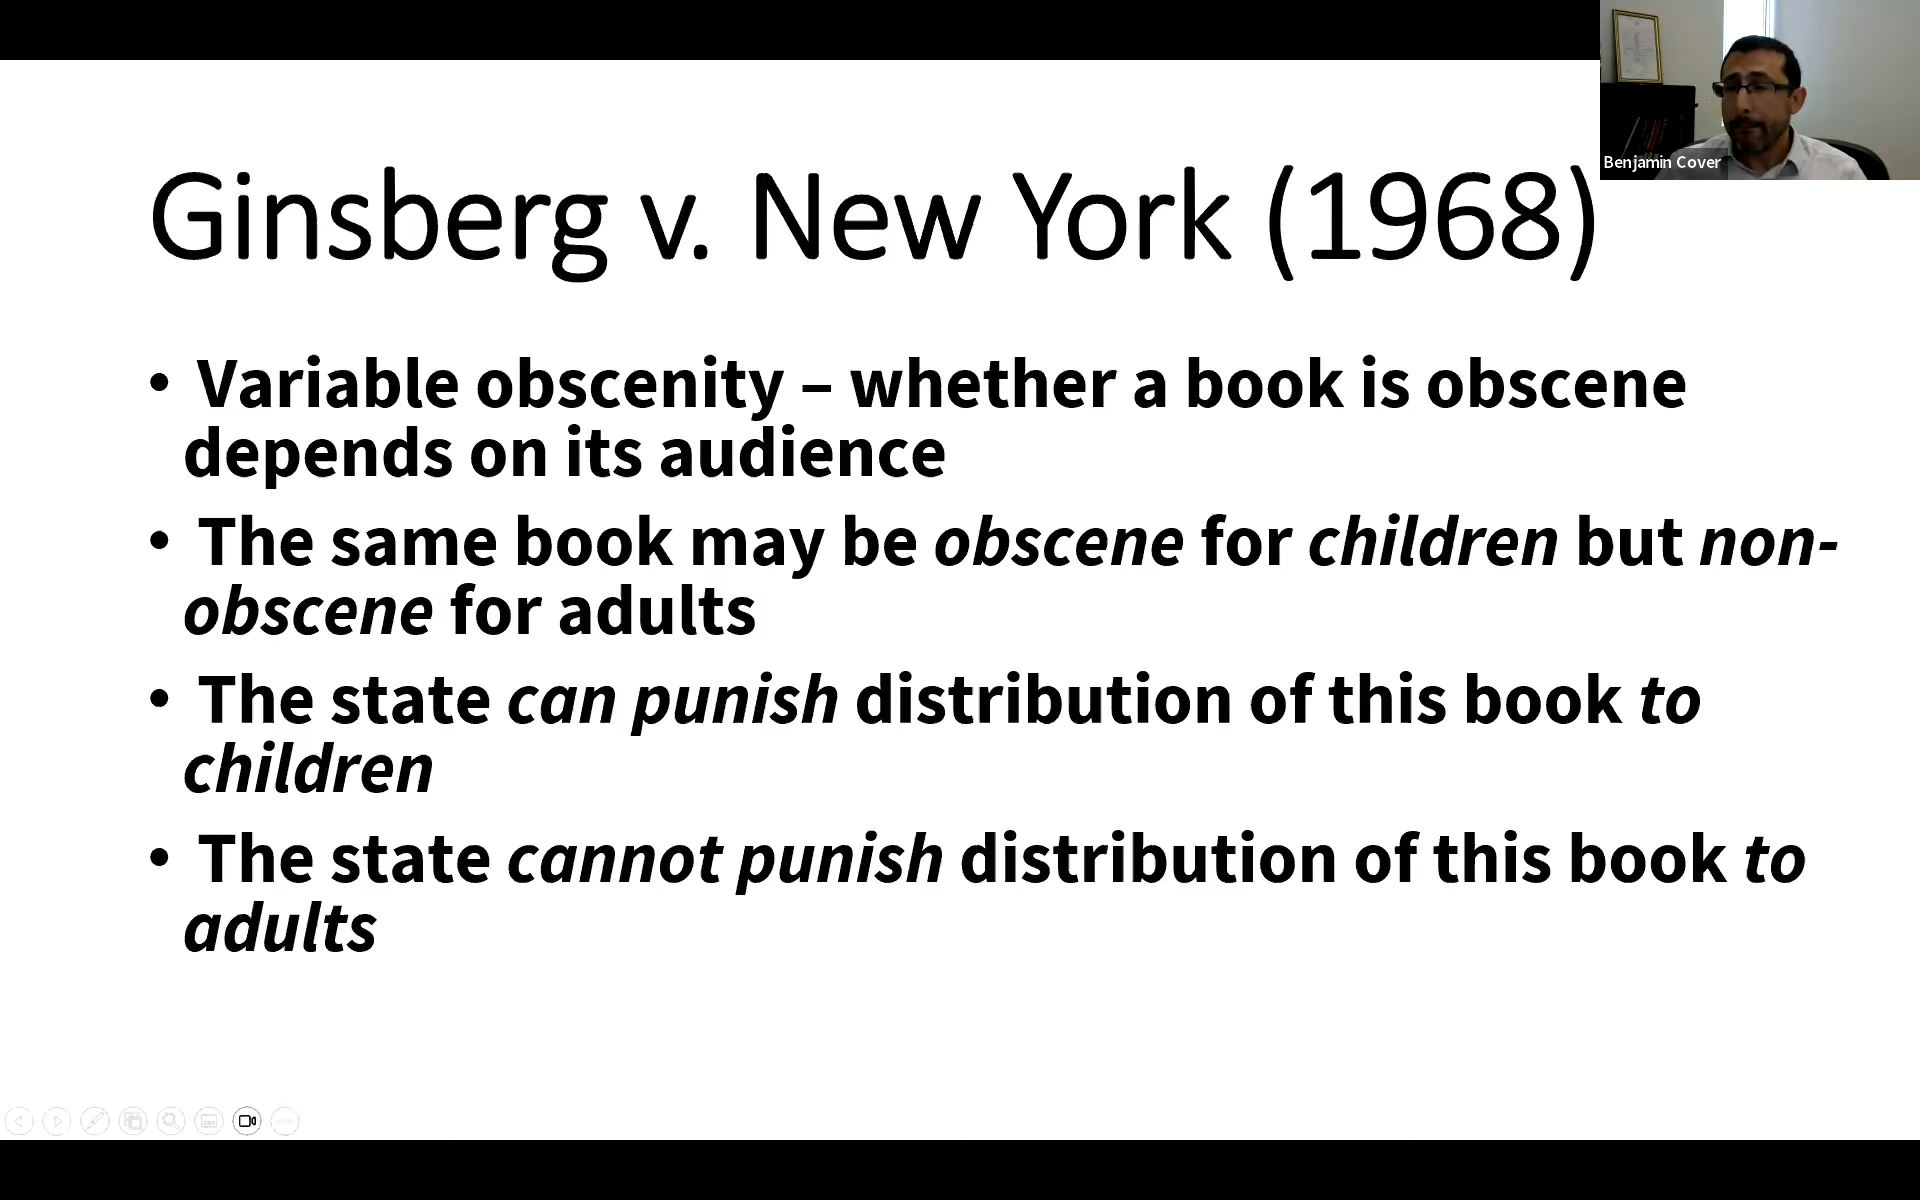 Benjamin Cover
Ginsberg v. New York (1968)
• Variable obscenity – whether a book is obscene
depends on its audience
• The same book may be obscene for children but non-
obscene for adults
• The state can punish distribution of this book to
children
• The state cannot punish distribution of this book to
adults